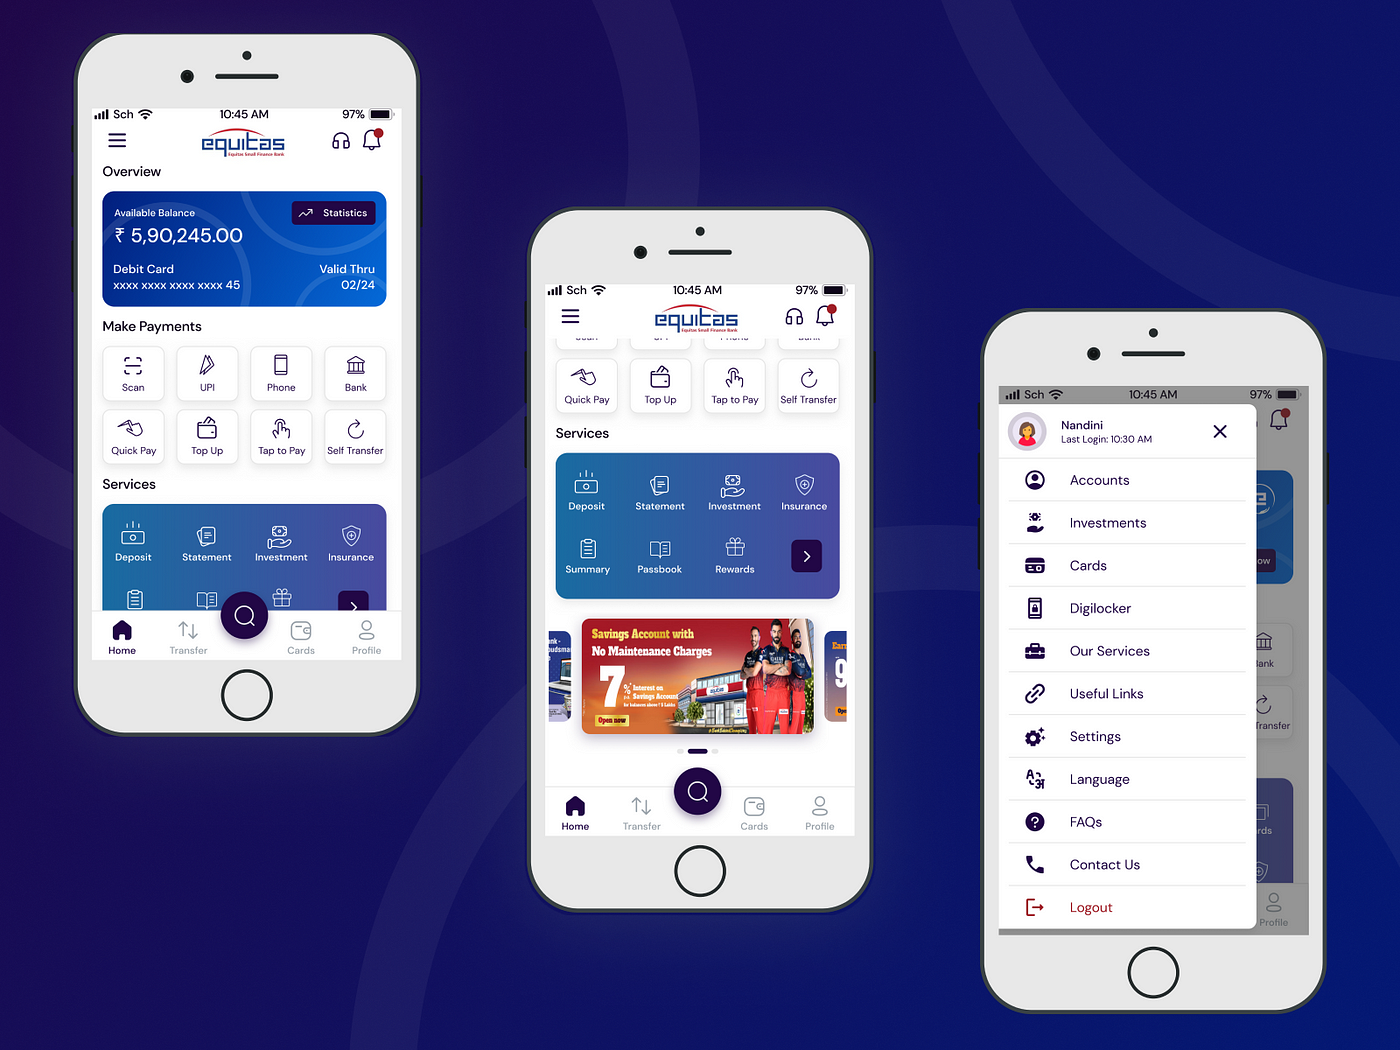 Sch 10:45 AM 97%
equitas
Equitas Small Finance Bank
Overview
Available Balance Statistics
₹ 5,90,245.00
Debit Card Valid Thru
xxxx xxxx xxxx xxxx 45 02/24
Make Payments
Scan UPI Phone Bank
Quick Pay Top Up Tap to Pay Self Transfer
Services
Deposit Statement Investment Insurance
Home Transfer Cards Profile
Sch 10:45 AM 97%
equitas
Equitas Small Finance Bank
Quick Pay Top Up Tap to Pay Self Transfer
Services
Deposit Statement Investment Insurance
Summary Passbook Rewards
Savings Account with
No Maintenance Charges
7% Interest on
Savings Account
for balances above ₹ 5 Lakhs
Open now
Home Transfer Cards Profile
Sch 10:45 AM 97%
Nandini
Last Login: 10:30 AM
Accounts
Investments
Cards
Digilocker
Our Services
Useful Links
Settings
Language
FAQs
Contact Us
Logout
Transfer
Profile